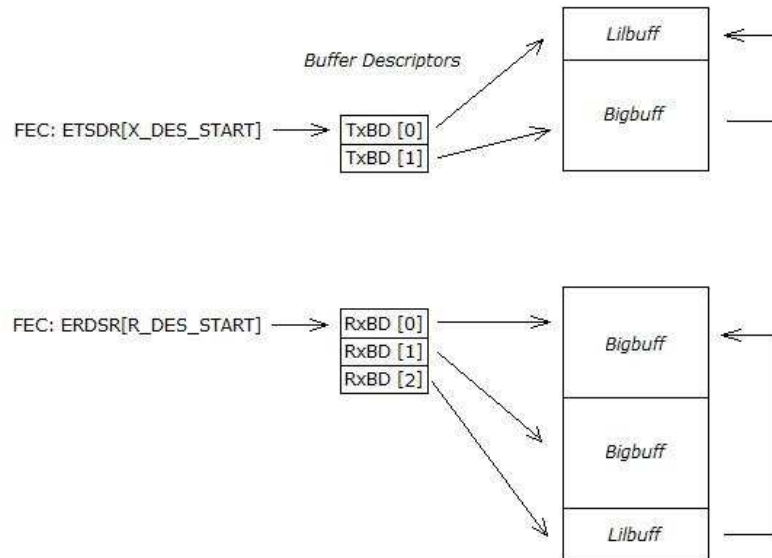 Lilbuff
Buffer Descriptors
Bigbuff
FEC: ETSDR[X_DES_START]
TxBD [0]
TxBD [1]
FEC: ERDSR[R_DES_START]
RxBD [0]
RxBD [1]
RxBD [2]
Bigbuff
Bigbuff
Lilbuff